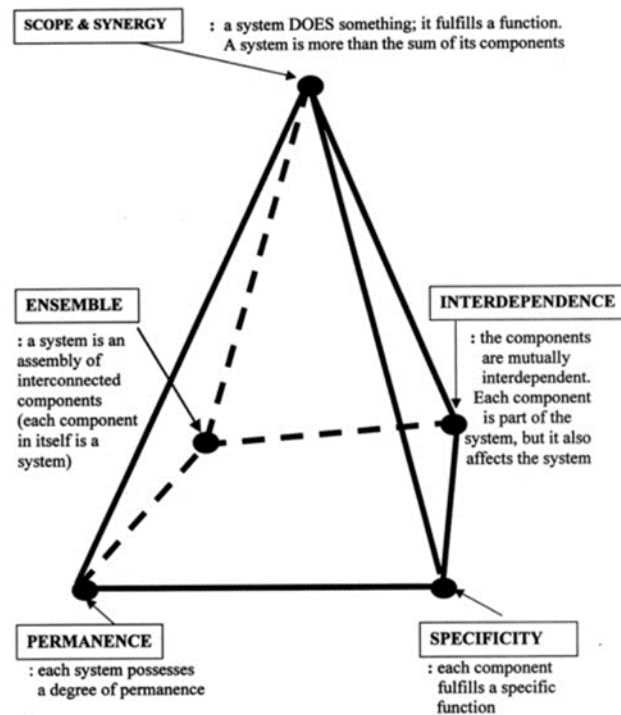 SCOPE & SYNERGY
: a system DOES something; it fulfills a function.
A system is more than the sum of its components
ENSEMBLE
: a system is an
assembly of
interconnected
components
(each component
in itself is a
system)
INTERDEPENDENCE
: the components
are mutually
interdependent.
Each component
is part of the
system, but it also
affects the system
PERMANENCE
: each system possesses
a degree of permanence
SPECIFICITY
: each component
fulfills a specific
function